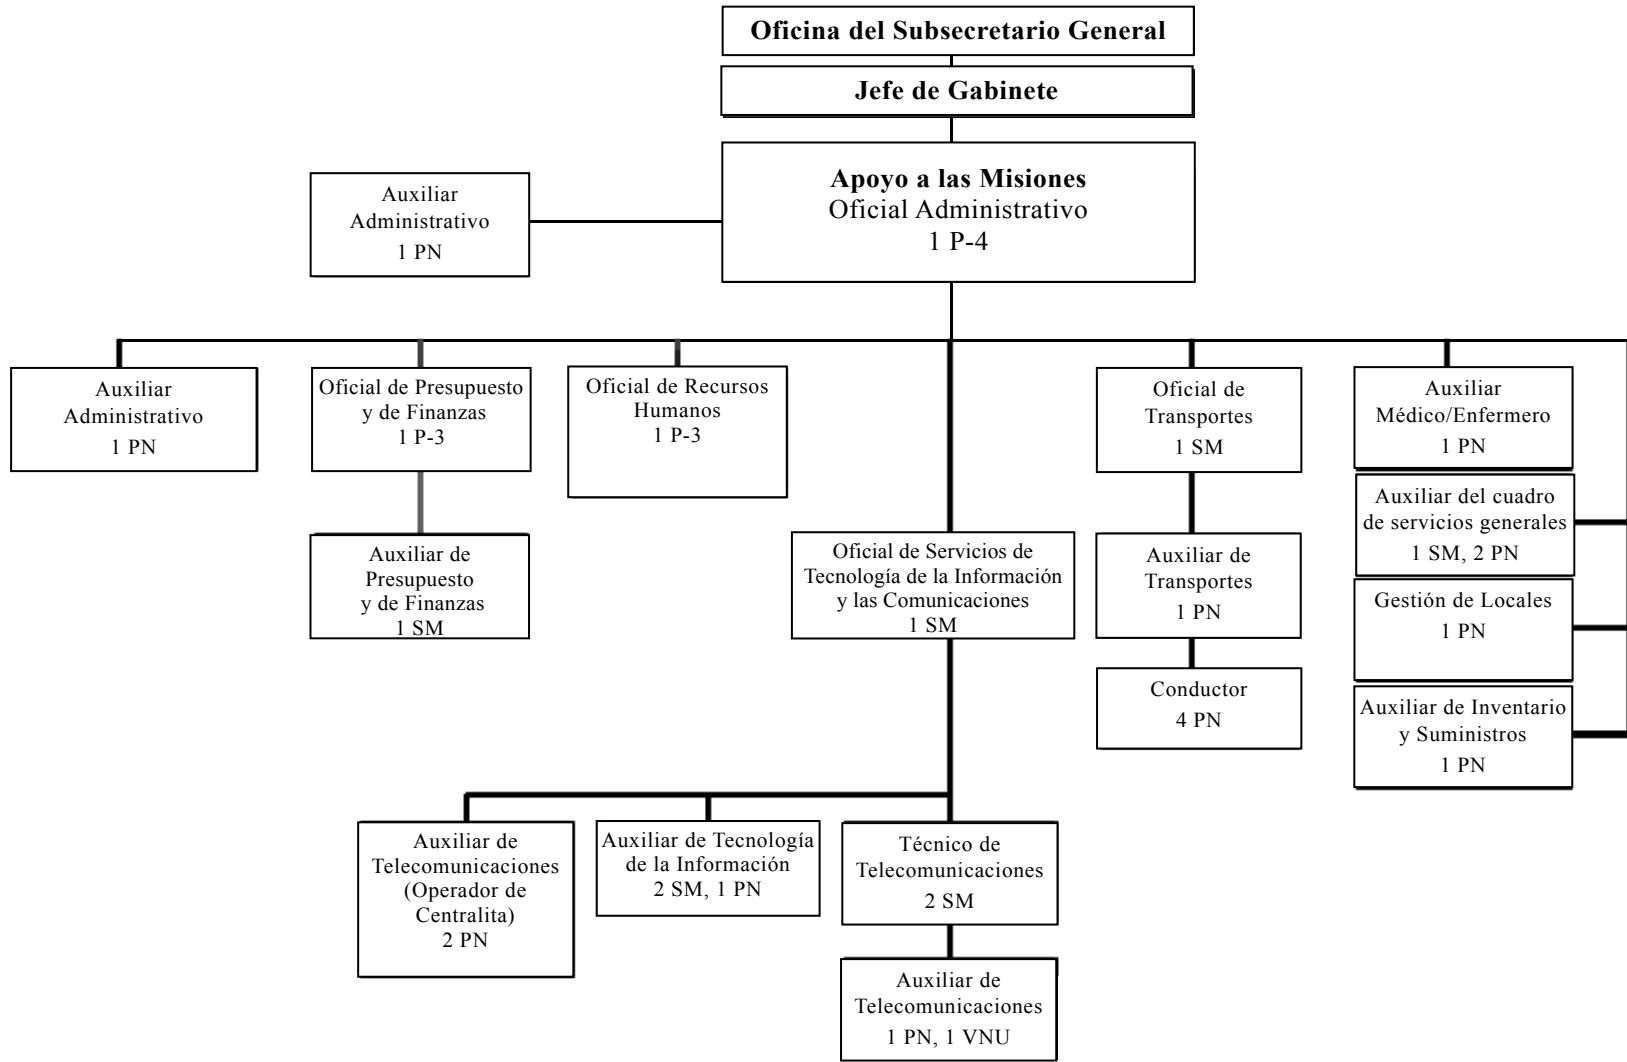 Oficina del Subsecretario General
Jefe de Gabinete
Apoyo a las Misiones
Oficial Administrativo
1 P-4
Auxiliar
Administrativo
1 PN
Auxiliar
Administrativo
1 PN
Oficial de Presupuesto
y de Finanzas
1 P-3
Oficial de Recursos
Humanos
1 P-3
Oficial de
Transportes
1 SM
Auxiliar
Médico/Enfermero
1 PN
Auxiliar del cuadro
de servicios generales
1 SM, 2 PN
Auxiliar de
Presupuesto
y de Finanzas
1 SM
Oficial de Servicios de
Tecnología de la Información
y las Comunicaciones
1 SM
Auxiliar de
Transportes
1 PN
Gestión de Locales
1 PN
Conductor
4 PN
Auxiliar de Inventario
y Suministros
1 PN
Auxiliar de
Telecomunicaciones
(Operador de
Centralita)
2 PN
Auxiliar de Tecnología
de la Información
2 SM, 1 PN
Técnico de
Telecomunicaciones
2 SM
Auxiliar de
Telecomunicaciones
1 PN, 1 VNU